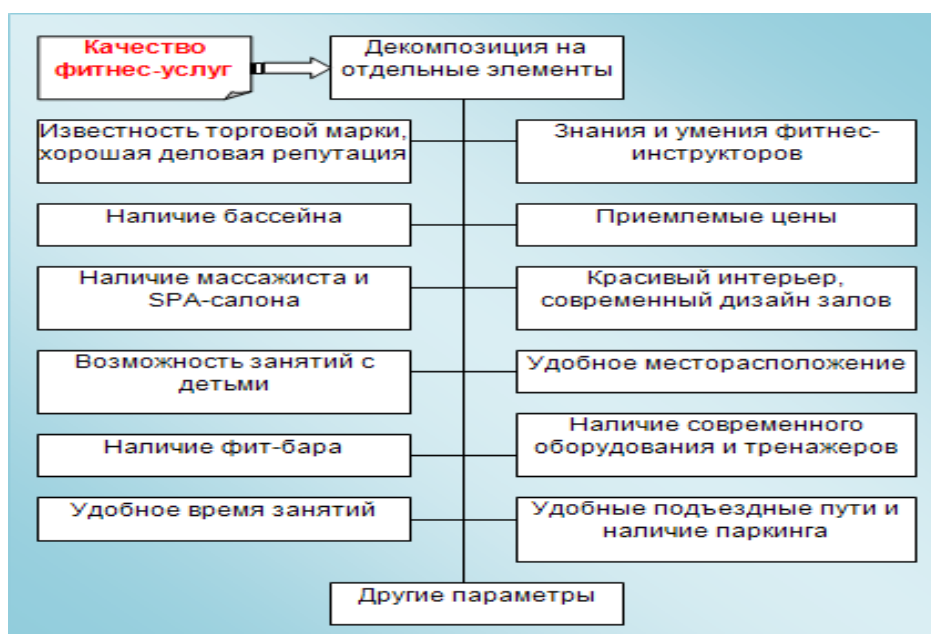 Качество
фитнес-услуг
Декомпозиция на
отдельные элементы
Известность торговой марки,
хорошая деловая репутация
Знания и умения фитнес-
инструкторов
Наличие бассейна
Приемлемые цены
Наличие массажиста и
SPA-салона
Красивый интерьер,
современный дизайн залов
Возможность занятий с
детьми
Удобное месторасположение
Наличие фит-бара
Наличие современного
оборудования и тренажеров
Удобное время занятий
Удобные подъездные пути и
наличие паркинга
Другие параметры